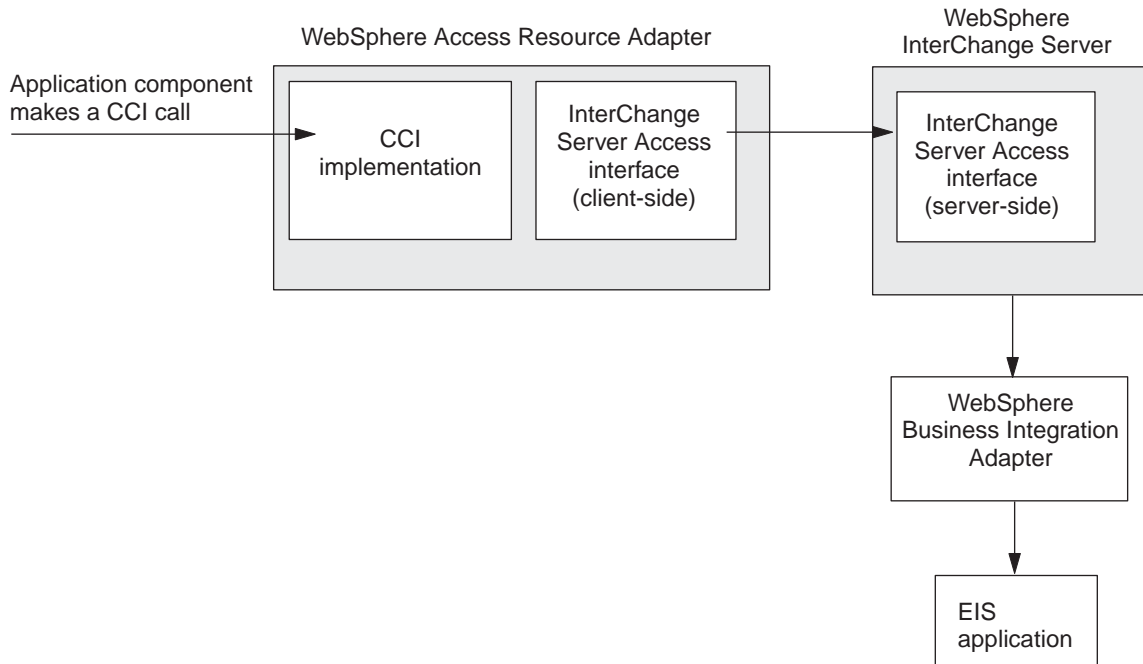 WebSphere
InterChange Server
WebSphere Access Resource Adapter
Application component
makes a CCI call
CCI
implementation
InterChange
Server Access
interface
(client-side)
InterChange
Server Access
interface
(server-side)
WebSphere
Business Integration
Adapter
EIS
application